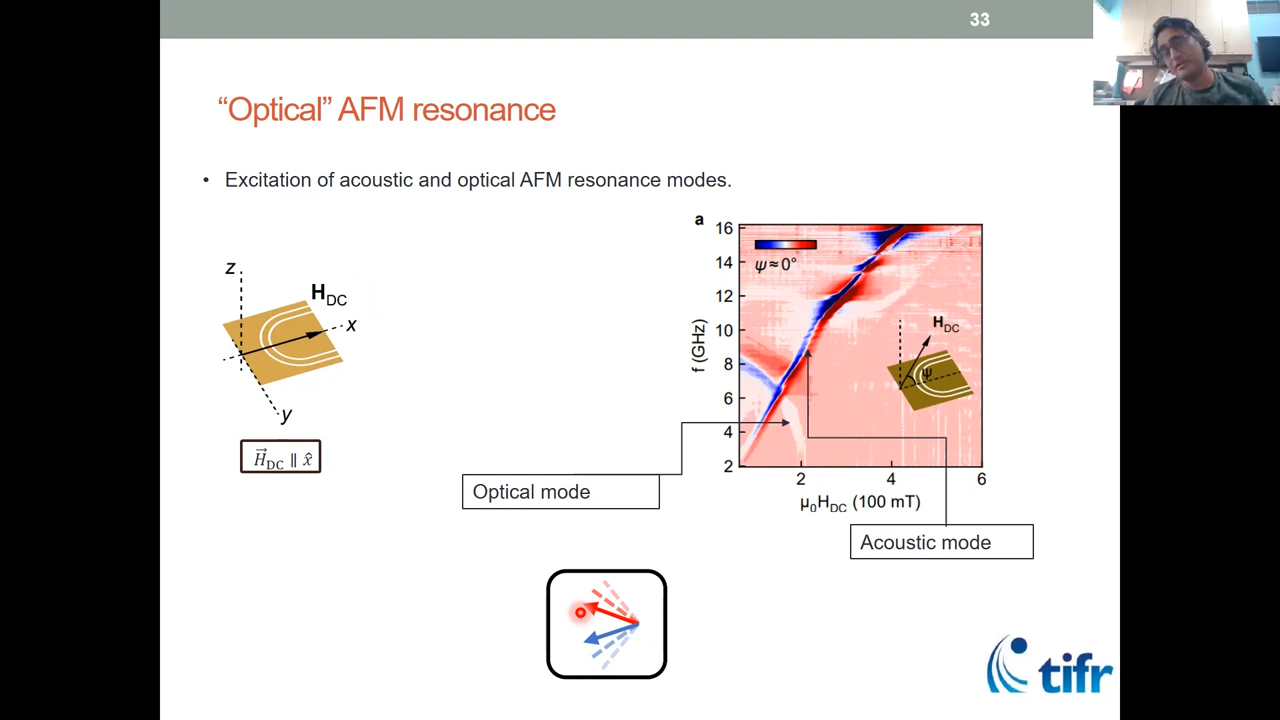 33
“Optical” AFM resonance
• Excitation of acoustic and optical AFM resonance modes.
z
H_DC
x
y
H⃗_DC ∥ x̂
a
16
14
12
10
8
6
4
2
f (GHz)
ψ ≈ 0°
H_DC
ψ
2
4
6
μ₀H_DC (100 mT)
Optical mode
Acoustic mode
tifr